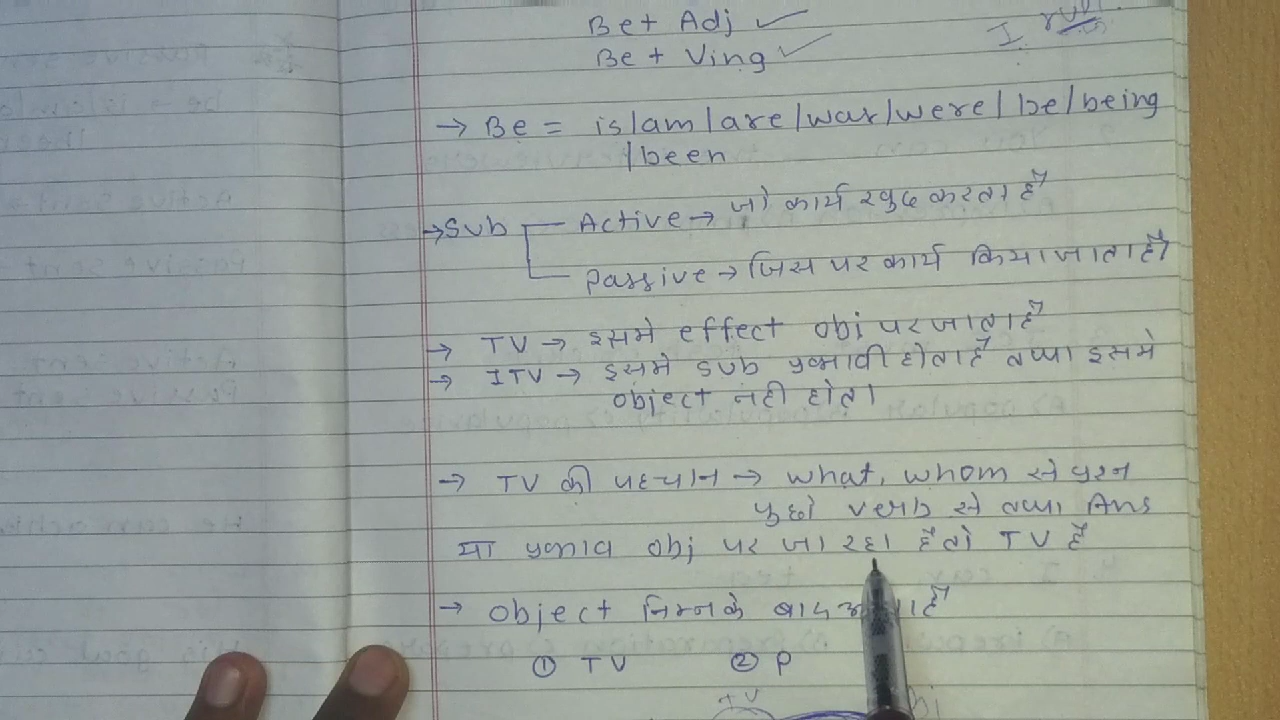 Be + Adj ✓
Be + Ving ✓
I
→ Be = is/am/are/was/were/be/being
/been
→ Sub Active → जो कार्य खुद करता है
Passive → जिस पर कार्य किया जाता है
→ TV → इसमे effect obj पर जाता है
→ ITV → इसमे sub प्रभावी होता है तथा इसमे
object नही होता
→ TV की पहचान → what, whom से प्रश्न
पुछो verb से तथा Ans
या प्रभाव obj पर जा रहा है तो TV है
→ object निम्न के बाद है
① TV ② P
TV